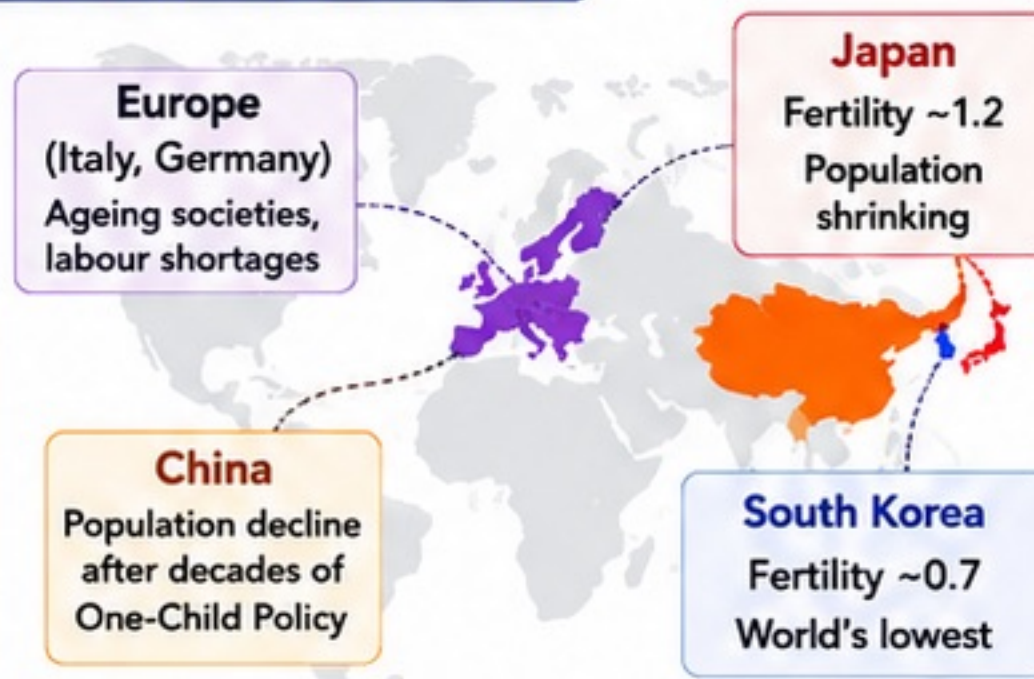 Europe
(Italy, Germany)
Ageing societies,
labour shortages
Japan
Fertility ~1.2
Population
shrinking
China
Population decline
after decades of
One-Child Policy
South Korea
Fertility ~0.7
World's lowest